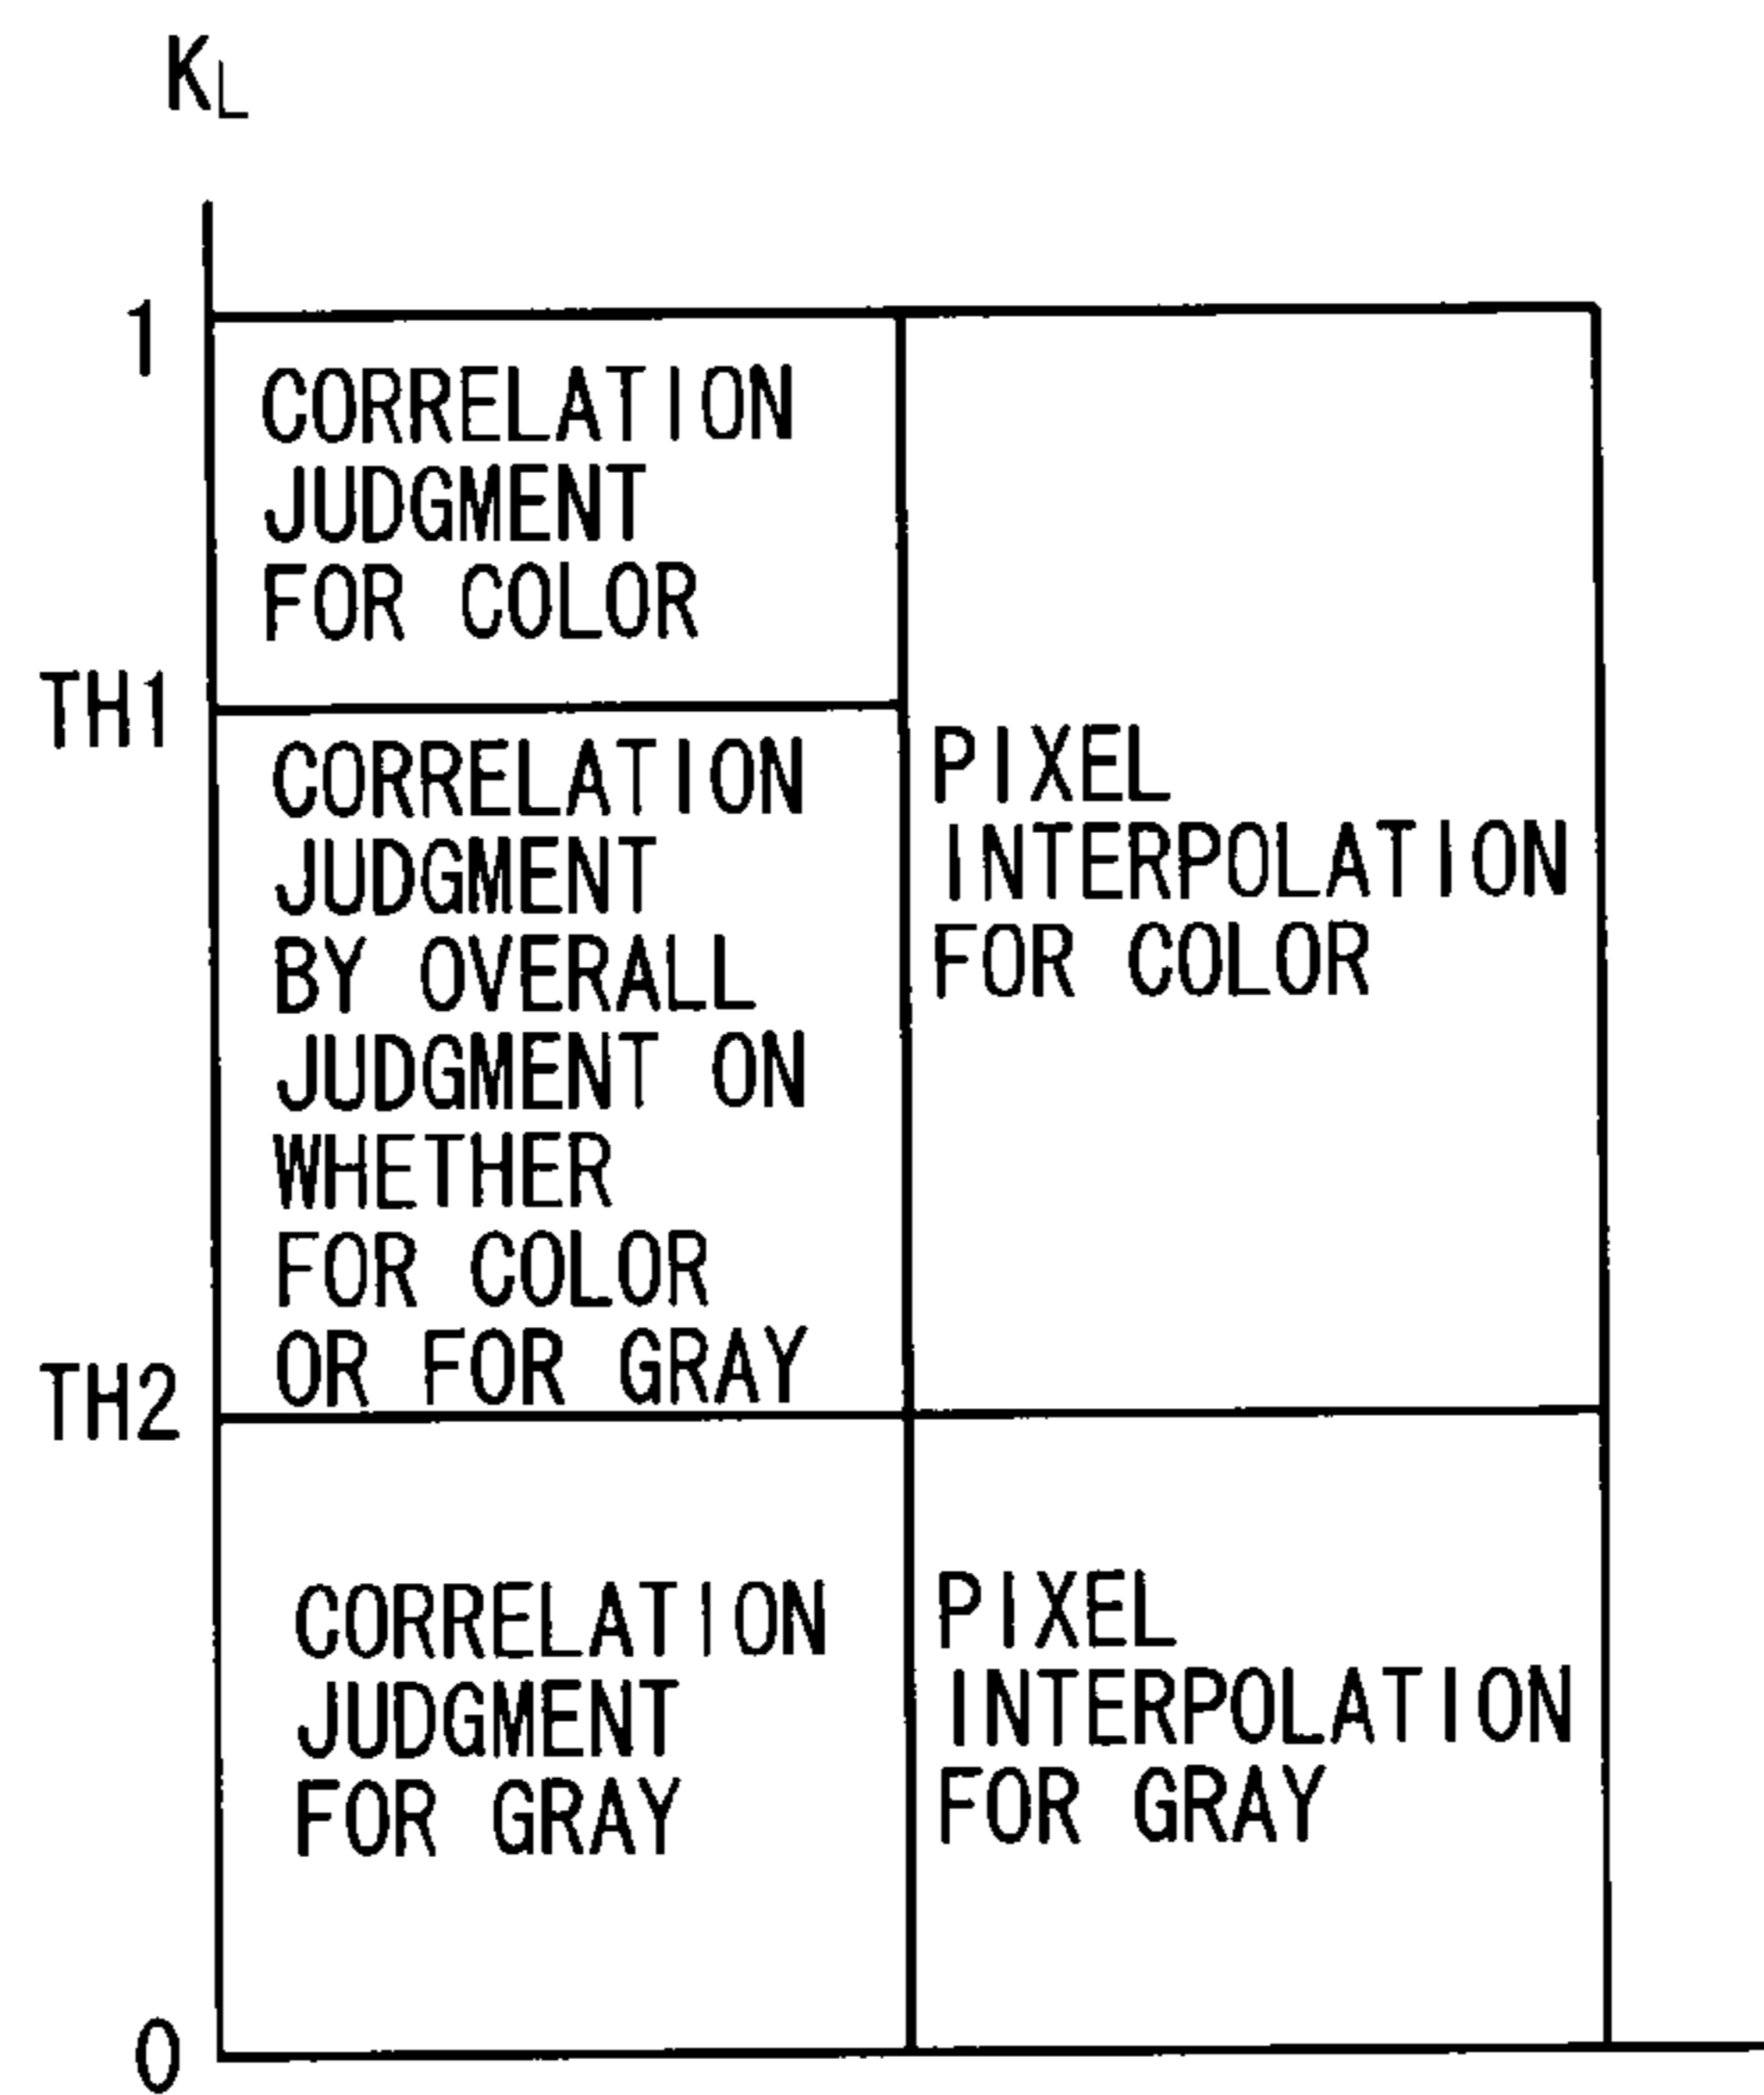 KL
1
CORRELATION
JUDGMENT
FOR COLOR
TH1
CORRELATION
JUDGMENT
BY OVERALL
JUDGMENT ON
WHETHER
FOR COLOR
OR FOR GRAY
PIXEL
INTERPOLATION
FOR COLOR
TH2
CORRELATION
JUDGMENT
FOR GRAY
PIXEL
INTERPOLATION
FOR GRAY
0